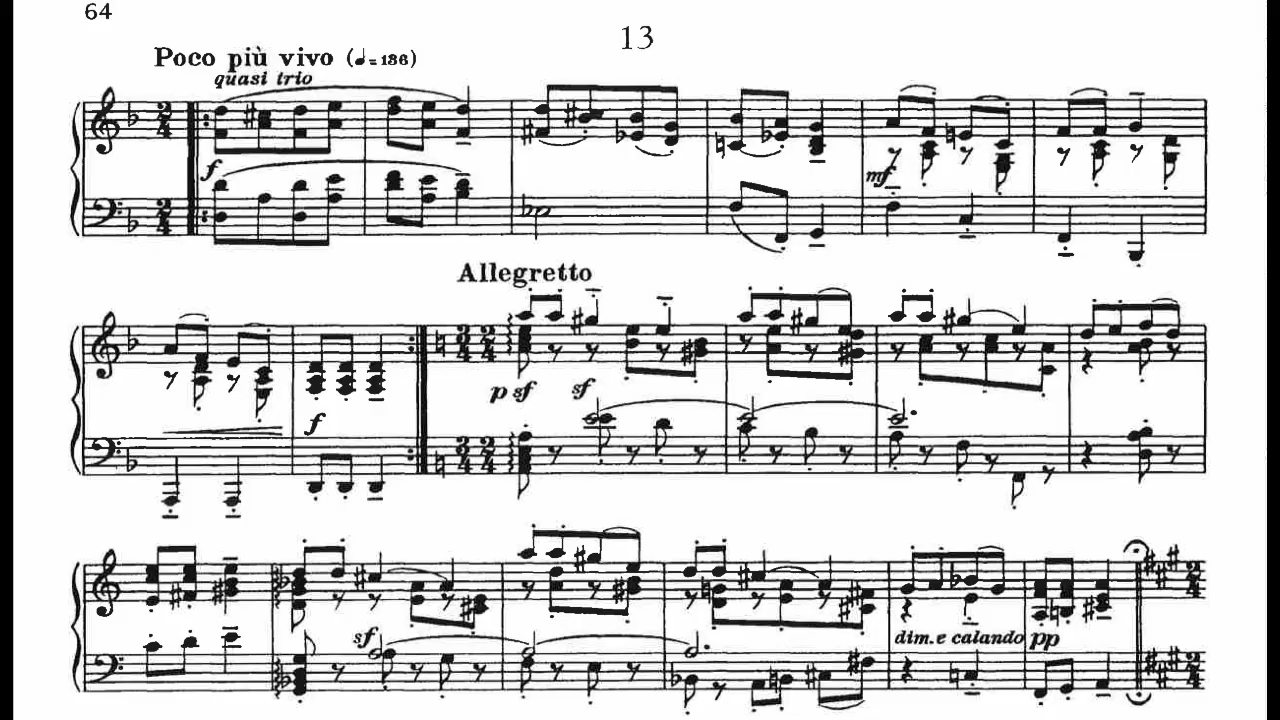 64
13
Poco più vivo (♩=136)
quasi trio
f
mf
Allegretto
f
p sf sf
sf
dim.e calando pp